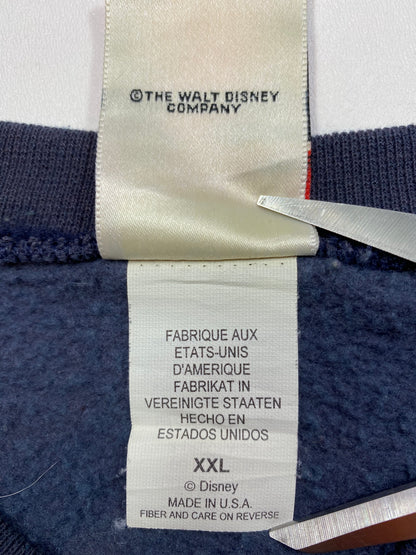 ©THE WALT DISNEY
COMPANY
FABRIQUE AUX
ETATS-UNIS
D'AMERIQUE
FABRIKAT IN
VEREINIGTE STAATEN
HECHO EN
ESTADOS UNIDOS
XXL
© Disney
MADE IN U.S.A.
FIBER AND CARE ON REVERSE